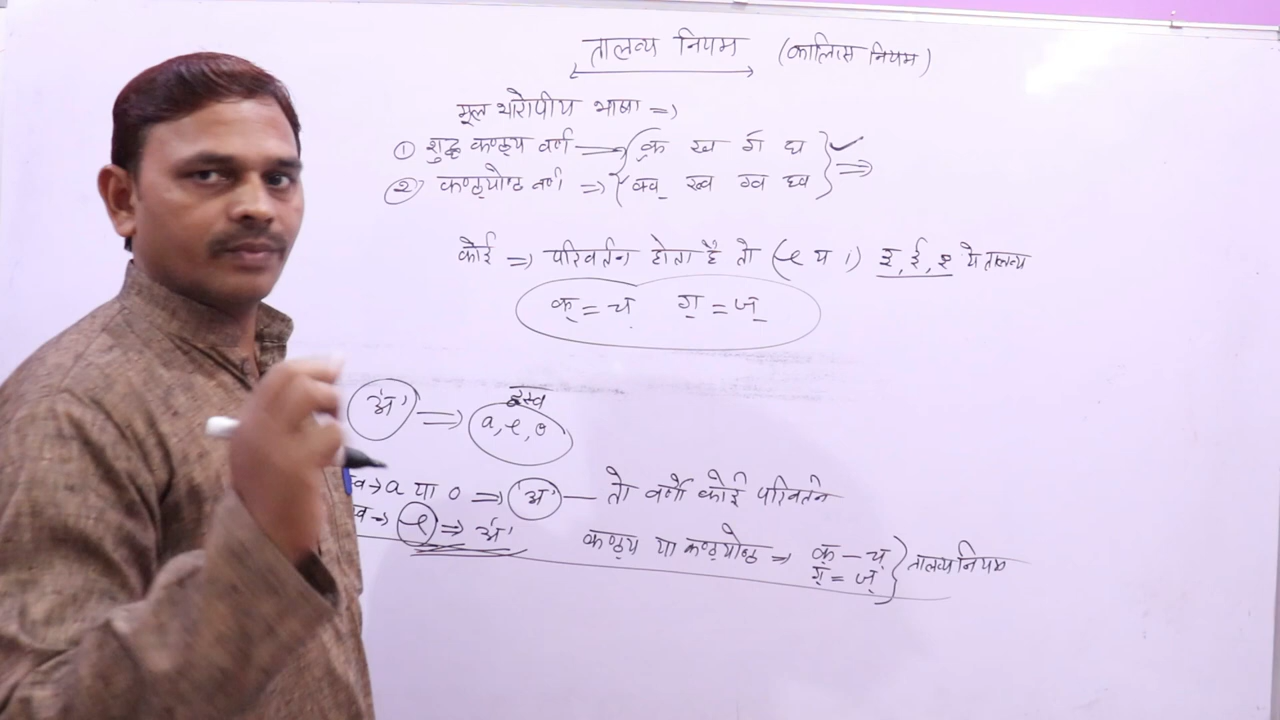 तालव्य नियम (कालित्स नियम)
मूल भारोपीय भाषा ⇒
① शुद्ध कण्ठ्य वर्ण → { क ख ग घ } ✓ ⇒
② कण्ठ्योष्ठ वर्ण ⇒ { क्व ख्व ग्व घ्व }
कोई ⇒ परिवर्तन होता है तो (e या i) इ, ई, ए ये तालव्य
क् = च् ग् = ज्
'अ' ⇒ ह्रस्व a, e, o
a या o ⇒ 'अ' — तो वर्णों कोई परिवर्तन
e ⇒ 'अ'
कण्ठ्य या कण्ठ्योष्ठ ⇒ क् – च् } तालव्य नियम
ग् = ज्